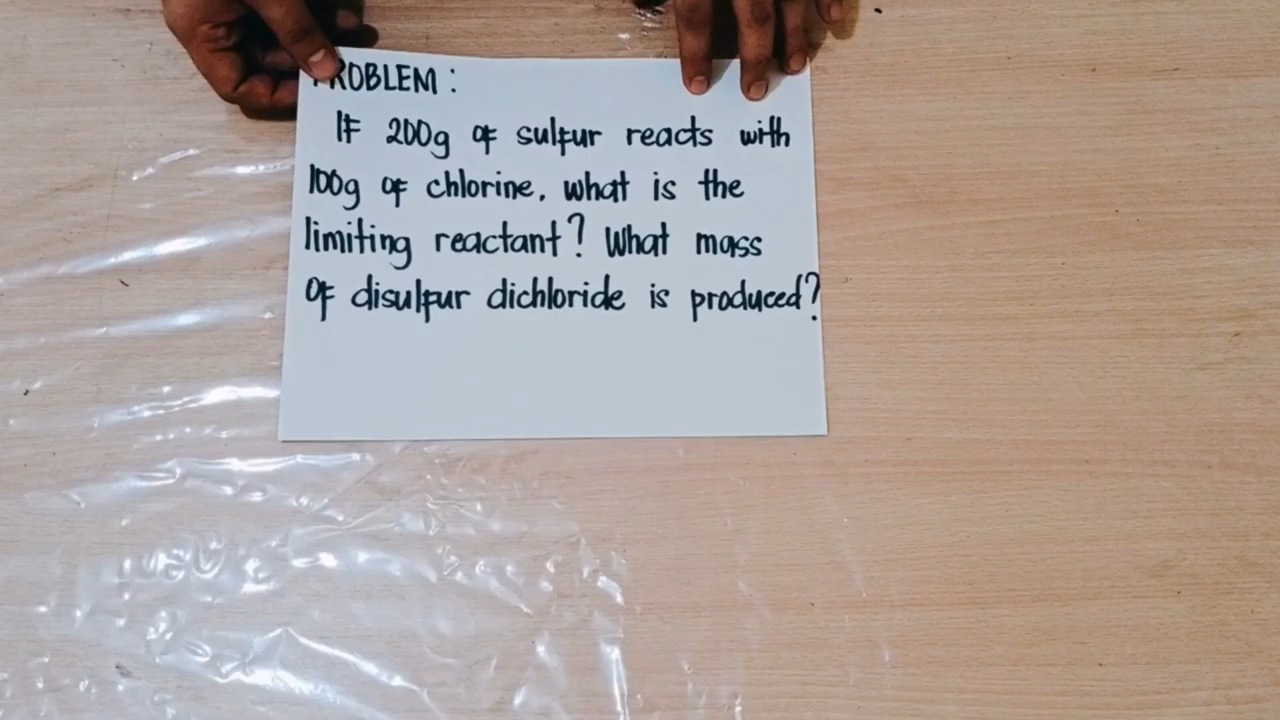 PROBLEM :
If 200g of sulfur reacts with
100g of chlorine, what is the
limiting reactant? What mass
of disulfur dichloride is produced?